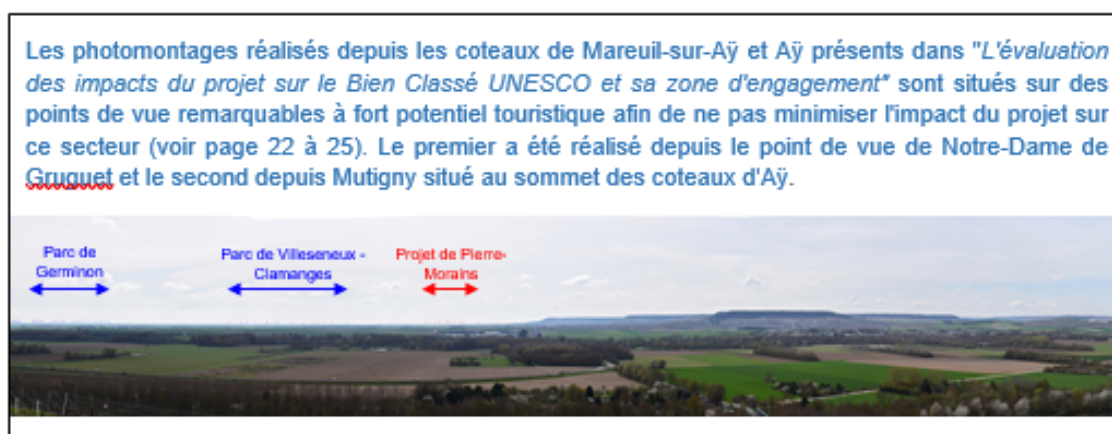 Les photomontages réalisés depuis les coteaux de Mareuil-sur-Aÿ et Aÿ présents dans "L'évaluation
des impacts du projet sur le Bien Classé UNESCO et sa zone d'engagement" sont situés sur des
points de vue remarquables à fort potentiel touristique afin de ne pas minimiser l'impact du projet sur
ce secteur (voir page 22 à 25). Le premier a été réalisé depuis le point de vue de Notre-Dame de
Gruguet et le second depuis Mutigny situé au sommet des coteaux d'Aÿ.
Parc de
Germinon
Parc de Villeseneux -
Clamanges
Projet de Pierre-
Morains